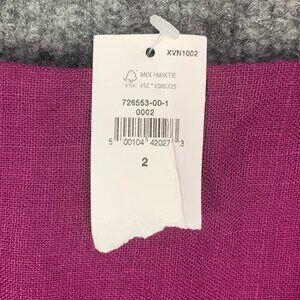 XVN1002
MIX/MIXTE
FSC
FSC™ C005725
726553-00-1
0002
5 00104 42027 3
2